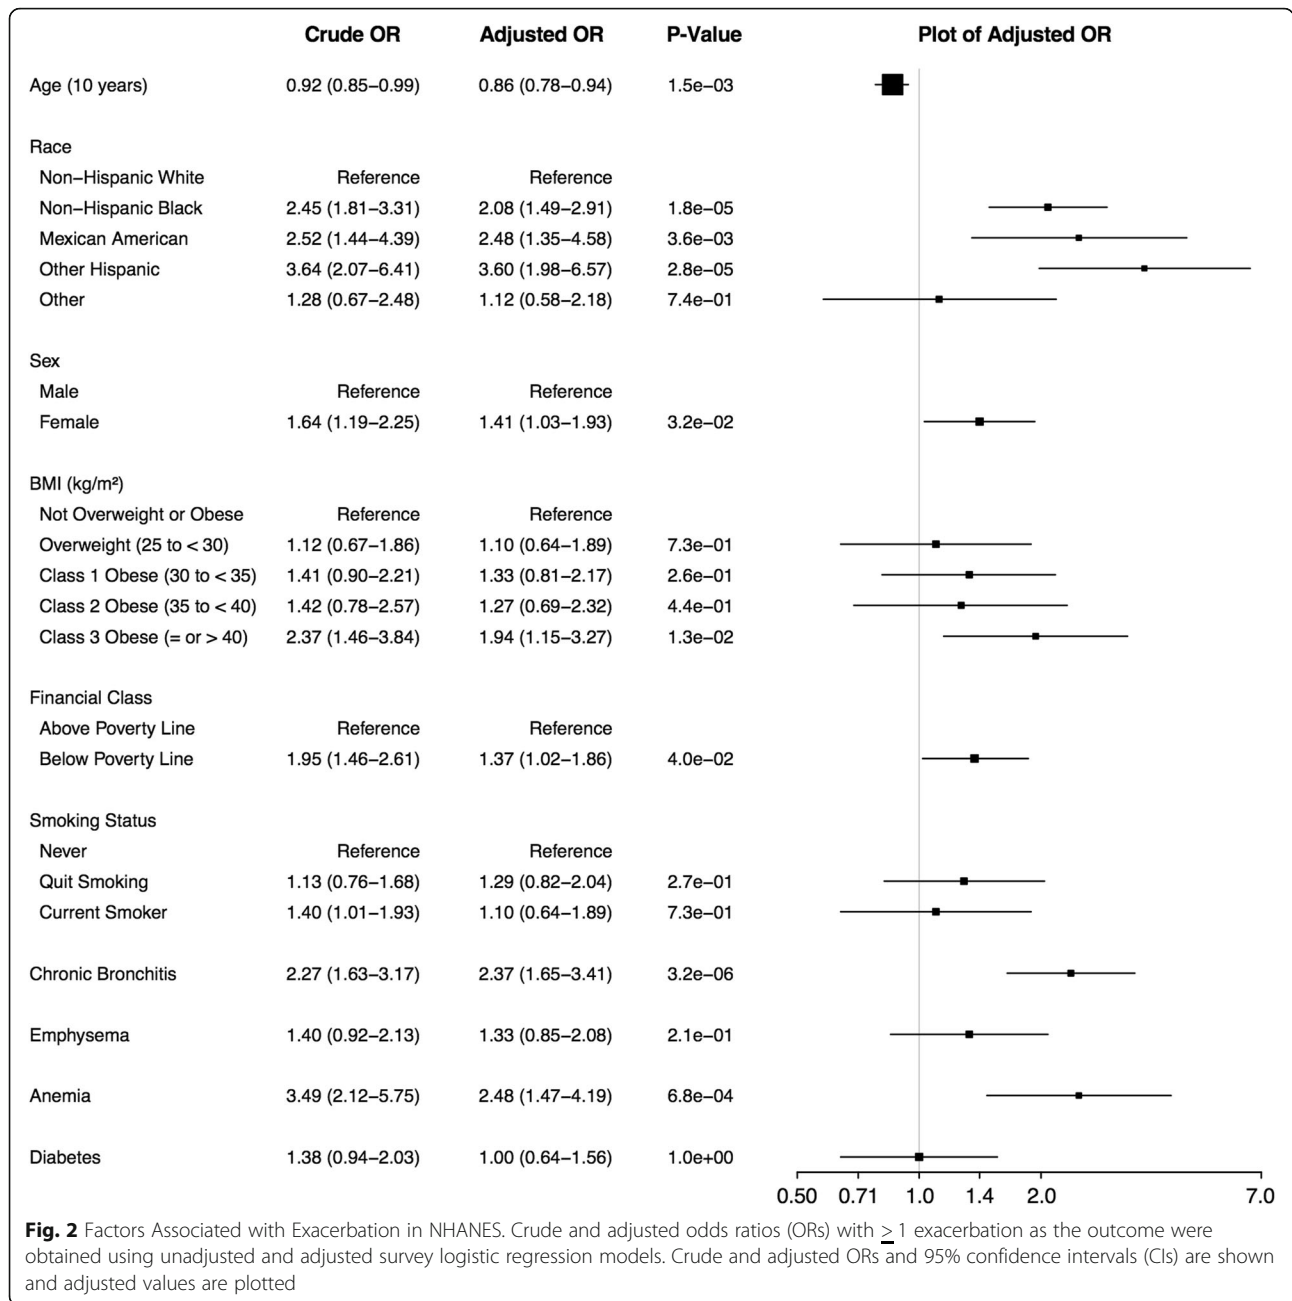 Crude OR Adjusted OR P-Value Plot of Adjusted OR
Age (10 years) 0.92 (0.85–0.99) 0.86 (0.78–0.94) 1.5e−03
Race
Non−Hispanic White Reference Reference
Non−Hispanic Black 2.45 (1.81–3.31) 2.08 (1.49–2.91) 1.8e−05
Mexican American 2.52 (1.44–4.39) 2.48 (1.35–4.58) 3.6e−03
Other Hispanic 3.64 (2.07–6.41) 3.60 (1.98–6.57) 2.8e−05
Other 1.28 (0.67–2.48) 1.12 (0.58–2.18) 7.4e−01
Sex
Male Reference Reference
Female 1.64 (1.19–2.25) 1.41 (1.03–1.93) 3.2e−02
BMI (kg/m²)
Not Overweight or Obese Reference Reference
Overweight (25 to < 30) 1.12 (0.67–1.86) 1.10 (0.64–1.89) 7.3e−01
Class 1 Obese (30 to < 35) 1.41 (0.90–2.21) 1.33 (0.81–2.17) 2.6e−01
Class 2 Obese (35 to < 40) 1.42 (0.78–2.57) 1.27 (0.69–2.32) 4.4e−01
Class 3 Obese (= or > 40) 2.37 (1.46–3.84) 1.94 (1.15–3.27) 1.3e−02
Financial Class
Above Poverty Line Reference Reference
Below Poverty Line 1.95 (1.46–2.61) 1.37 (1.02–1.86) 4.0e−02
Smoking Status
Never Reference Reference
Quit Smoking 1.13 (0.76–1.68) 1.29 (0.82–2.04) 2.7e−01
Current Smoker 1.40 (1.01–1.93) 1.10 (0.64–1.89) 7.3e−01
Chronic Bronchitis 2.27 (1.63–3.17) 2.37 (1.65–3.41) 3.2e−06
Emphysema 1.40 (0.92–2.13) 1.33 (0.85–2.08) 2.1e−01
Anemia 3.49 (2.12–5.75) 2.48 (1.47–4.19) 6.8e−04
Diabetes 1.38 (0.94–2.03) 1.00 (0.64–1.56) 1.0e+00
0.50 0.71 1.0 1.4 2.0 7.0
Fig. 2 Factors Associated with Exacerbation in NHANES. Crude and adjusted odds ratios (ORs) with ≥ 1 exacerbation as the outcome were
obtained using unadjusted and adjusted survey logistic regression models. Crude and adjusted ORs and 95% confidence intervals (CIs) are shown
and adjusted values are plotted